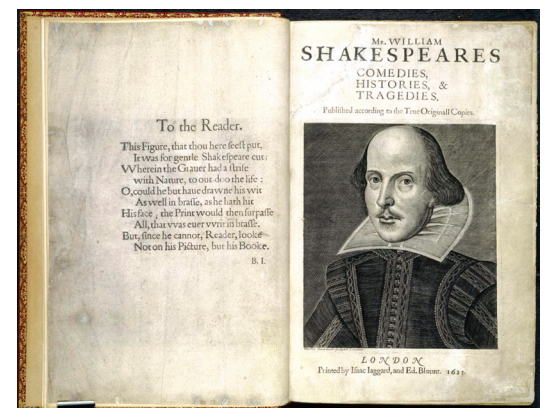 To the Reader.
This Figure, that thou here seest put,
It was for gentle Shakespeare cut:
Wherein the Grauer had a strife
with Nature, to out-doo the life :
O, could he but haue drawne his wit
As well in brasse, as he hath hit
His face , the Print would then surpasse
All, that vvas euer vvrit in brasse.
But, since he cannot, Reader, looke
Not on his Picture, but his Booke.
B. I.
Mr. WILLIAM
SHAKESPEARES
COMEDIES,
HISTORIES, &
TRAGEDIES.
Published according to the True Originall Copies.
LONDON
Printed by Isaac Iaggard, and Ed. Blount. 1623